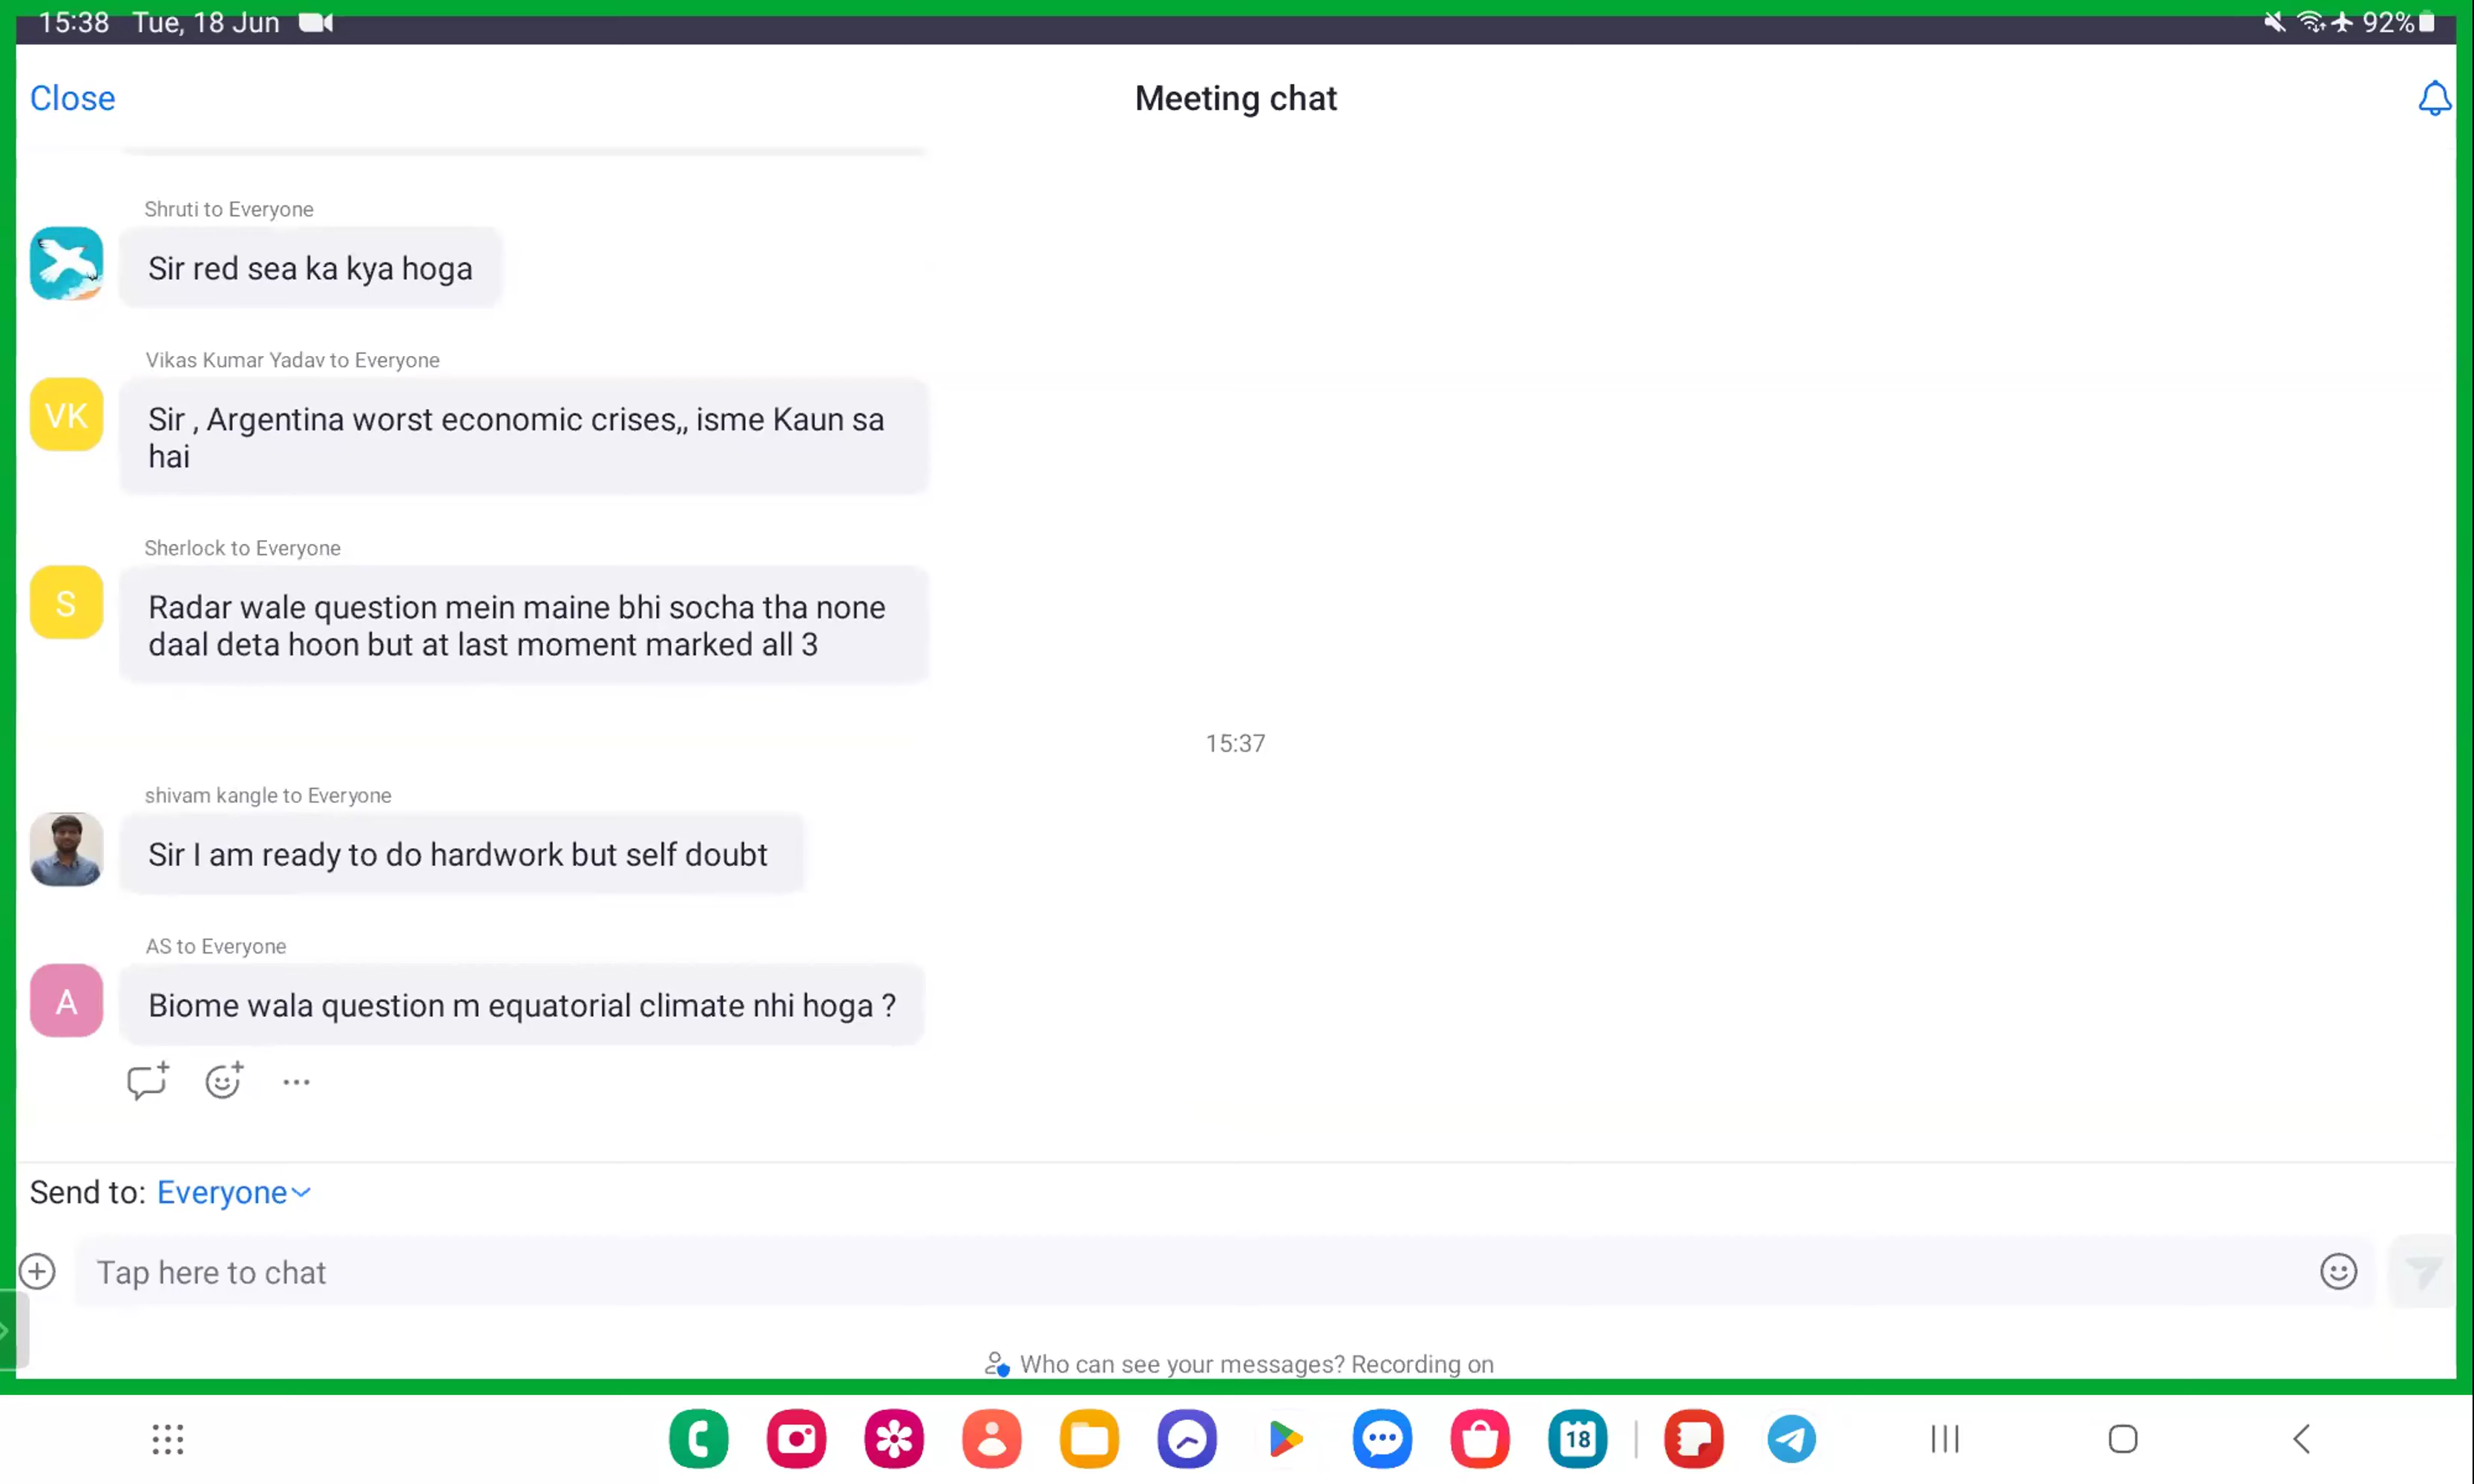 15:38 Tue, 18 Jun
92%
Close
Meeting chat
Shruti to Everyone
Sir red sea ka kya hoga
Vikas Kumar Yadav to Everyone
VK
Sir , Argentina worst economic crises,, isme Kaun sa
hai
Sherlock to Everyone
S
Radar wale question mein maine bhi socha tha none
daal deta hoon but at last moment marked all 3
15:37
shivam kangle to Everyone
Sir I am ready to do hardwork but self doubt
AS to Everyone
A
Biome wala question m equatorial climate nhi hoga ?
Send to: Everyone
Tap here to chat
Who can see your messages? Recording on
18